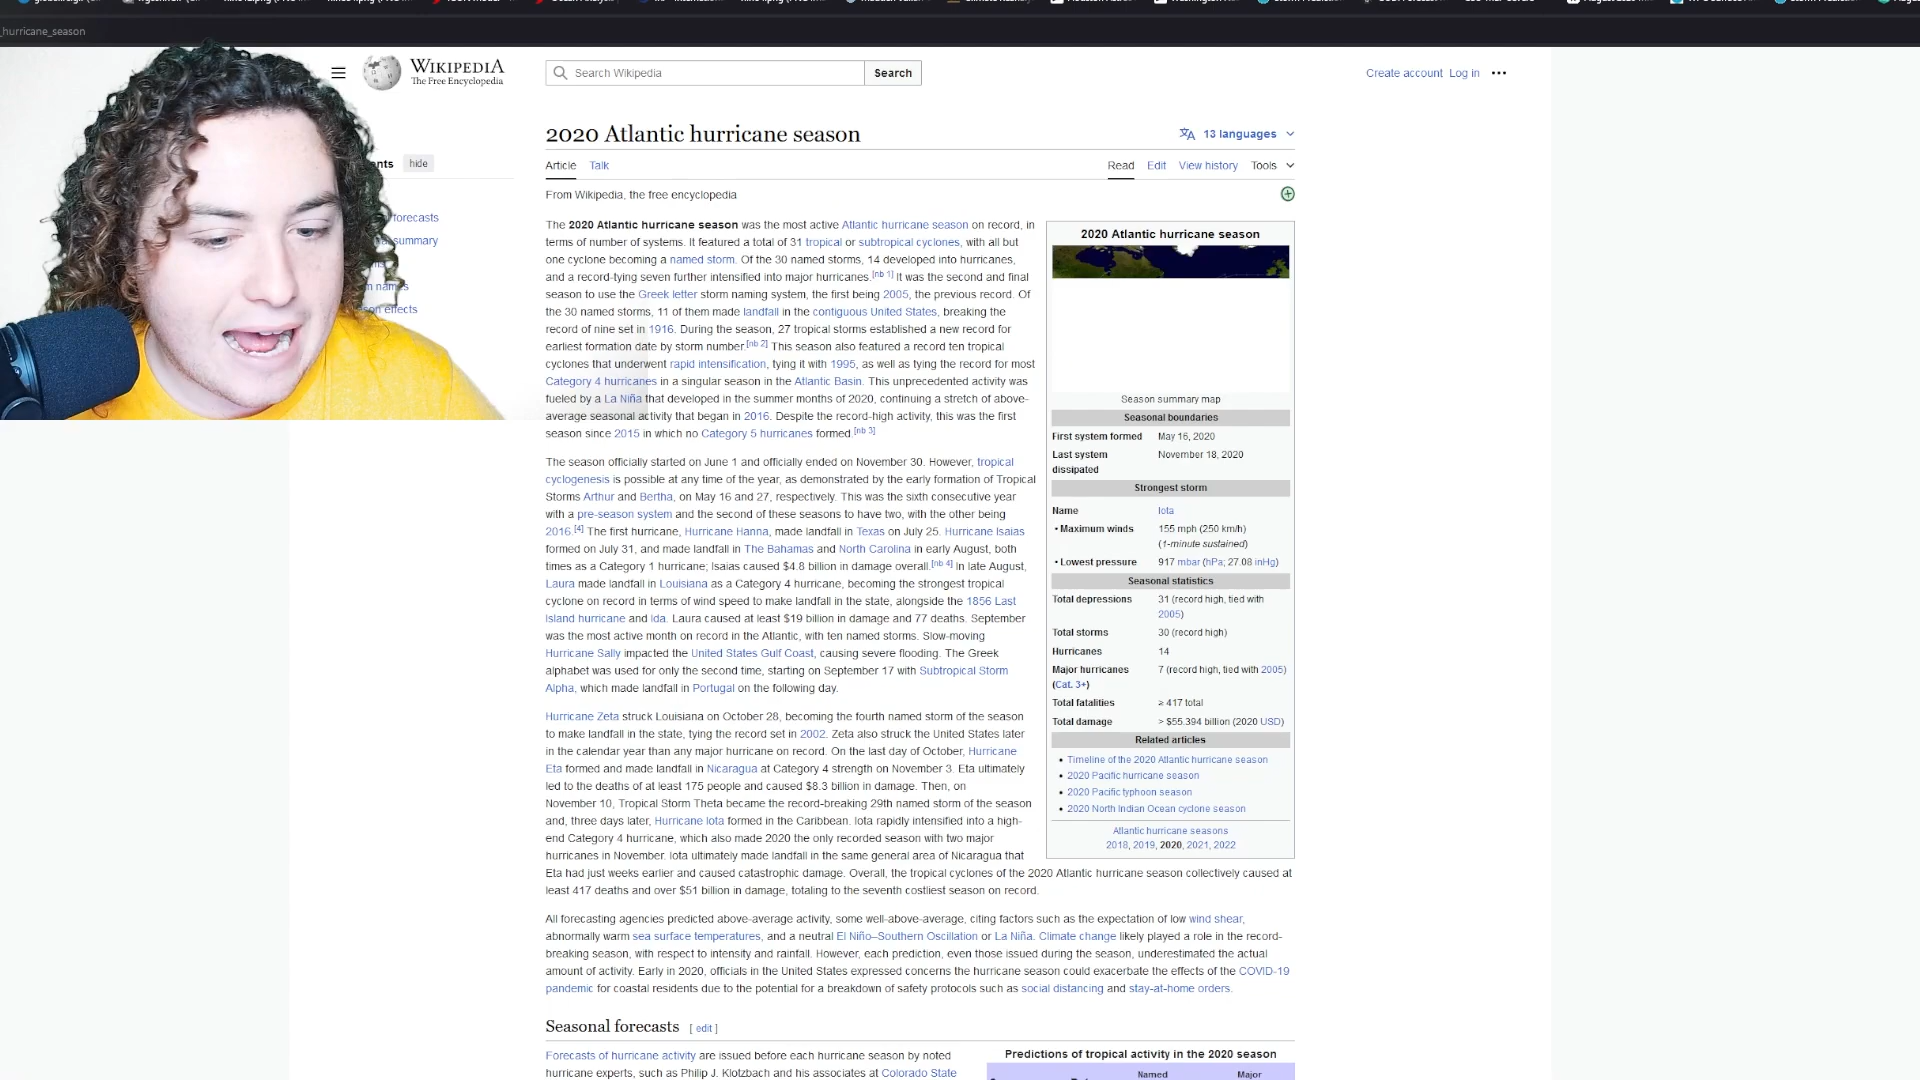 _hurricane_season
WIKIPEDIA
The Free Encyclopedia
Search Wikipedia
Search
Create account Log in
2020 Atlantic hurricane season
13 languages
hide
Article Talk
Read Edit View history Tools
From Wikipedia, the free encyclopedia
forecasts
summary
names
effects
The 2020 Atlantic hurricane season was the most active Atlantic hurricane season on record, in
terms of number of systems. It featured a total of 31 tropical or subtropical cyclones, with all but
one cyclone becoming a named storm. Of the 30 named storms, 14 developed into hurricanes,
and a record-tying seven further intensified into major hurricanes.[nb 1] It was the second and final
season to use the Greek letter storm naming system, the first being 2005, the previous record. Of
the 30 named storms, 11 of them made landfall in the contiguous United States, breaking the
record of nine set in 1916. During the season, 27 tropical storms established a new record for
earliest formation date by storm number.[nb 2] This season also featured a record ten tropical
cyclones that underwent rapid intensification, tying it with 1995, as well as tying the record for most
Category 4 hurricanes in a singular season in the Atlantic Basin. This unprecedented activity was
fueled by a La Niña that developed in the summer months of 2020, continuing a stretch of above-
average seasonal activity that began in 2016. Despite the record-high activity, this was the first
season since 2015 in which no Category 5 hurricanes formed.[nb 3]
The season officially started on June 1 and officially ended on November 30. However, tropical
cyclogenesis is possible at any time of the year, as demonstrated by the early formation of Tropical
Storms Arthur and Bertha, on May 16 and 27, respectively. This was the sixth consecutive year
with a pre-season system and the second of these seasons to have two, with the other being
2016.[4] The first hurricane, Hurricane Hanna, made landfall in Texas on July 25. Hurricane Isaias
formed on July 31, and made landfall in The Bahamas and North Carolina in early August, both
times as a Category 1 hurricane; Isaias caused $4.8 billion in damage overall.[nb 4] In late August,
Laura made landfall in Louisiana as a Category 4 hurricane, becoming the strongest tropical
cyclone on record in terms of wind speed to make landfall in the state, alongside the 1856 Last
Island hurricane and Ida. Laura caused at least $19 billion in damage and 77 deaths. September
was the most active month on record in the Atlantic, with ten named storms. Slow-moving
Hurricane Sally impacted the United States Gulf Coast, causing severe flooding. The Greek
alphabet was used for only the second time, starting on September 17 with Subtropical Storm
Alpha, which made landfall in Portugal on the following day.
Hurricane Zeta struck Louisiana on October 28, becoming the fourth named storm of the season
to make landfall in the state, tying the record set in 2002. Zeta also struck the United States later
in the calendar year than any major hurricane on record. On the last day of October, Hurricane
Eta formed and made landfall in Nicaragua at Category 4 strength on November 3. Eta ultimately
led to the deaths of at least 175 people and caused $8.3 billion in damage. Then, on
November 10, Tropical Storm Theta became the record-breaking 29th named storm of the season
and, three days later, Hurricane Iota formed in the Caribbean. Iota rapidly intensified into a high-
end Category 4 hurricane, which also made 2020 the only recorded season with two major
hurricanes in November. Iota ultimately made landfall in the same general area of Nicaragua that
Eta had just weeks earlier and caused catastrophic damage. Overall, the tropical cyclones of the 2020 Atlantic hurricane season collectively caused at
least 417 deaths and over $51 billion in damage, totaling to the seventh costliest season on record.
All forecasting agencies predicted above-average activity, some well-above-average, citing factors such as the expectation of low wind shear,
abnormally warm sea surface temperatures, and a neutral El Niño–Southern Oscillation or La Niña. Climate change likely played a role in the record-
breaking season, with respect to intensity and rainfall. However, each prediction, even those issued during the season, underestimated the actual
amount of activity. Early in 2020, officials in the United States expressed concerns the hurricane season could exacerbate the effects of the COVID-19
pandemic for coastal residents due to the potential for a breakdown of safety protocols such as social distancing and stay-at-home orders.
2020 Atlantic hurricane season
Season summary map
Seasonal boundaries
First system formed May 16, 2020
Last system November 18, 2020
dissipated
Strongest storm
Name Iota
• Maximum winds 155 mph (250 km/h)
(1-minute sustained)
• Lowest pressure 917 mbar (hPa; 27.08 inHg)
Seasonal statistics
Total depressions 31 (record high, tied with
2005)
Total storms 30 (record high)
Hurricanes 14
Major hurricanes 7 (record high, tied with 2005)
(Cat. 3+)
Total fatalities ≥ 417 total
Total damage > $55.394 billion (2020 USD)
Related articles
• Timeline of the 2020 Atlantic hurricane season
• 2020 Pacific hurricane season
• 2020 Pacific typhoon season
• 2020 North Indian Ocean cyclone season
Atlantic hurricane seasons
2018, 2019, 2020, 2021, 2022
Seasonal forecasts [ edit ]
Forecasts of hurricane activity are issued before each hurricane season by noted
hurricane experts, such as Philip J. Klotzbach and his associates at Colorado State
Predictions of tropical activity in the 2020 season
Named Major